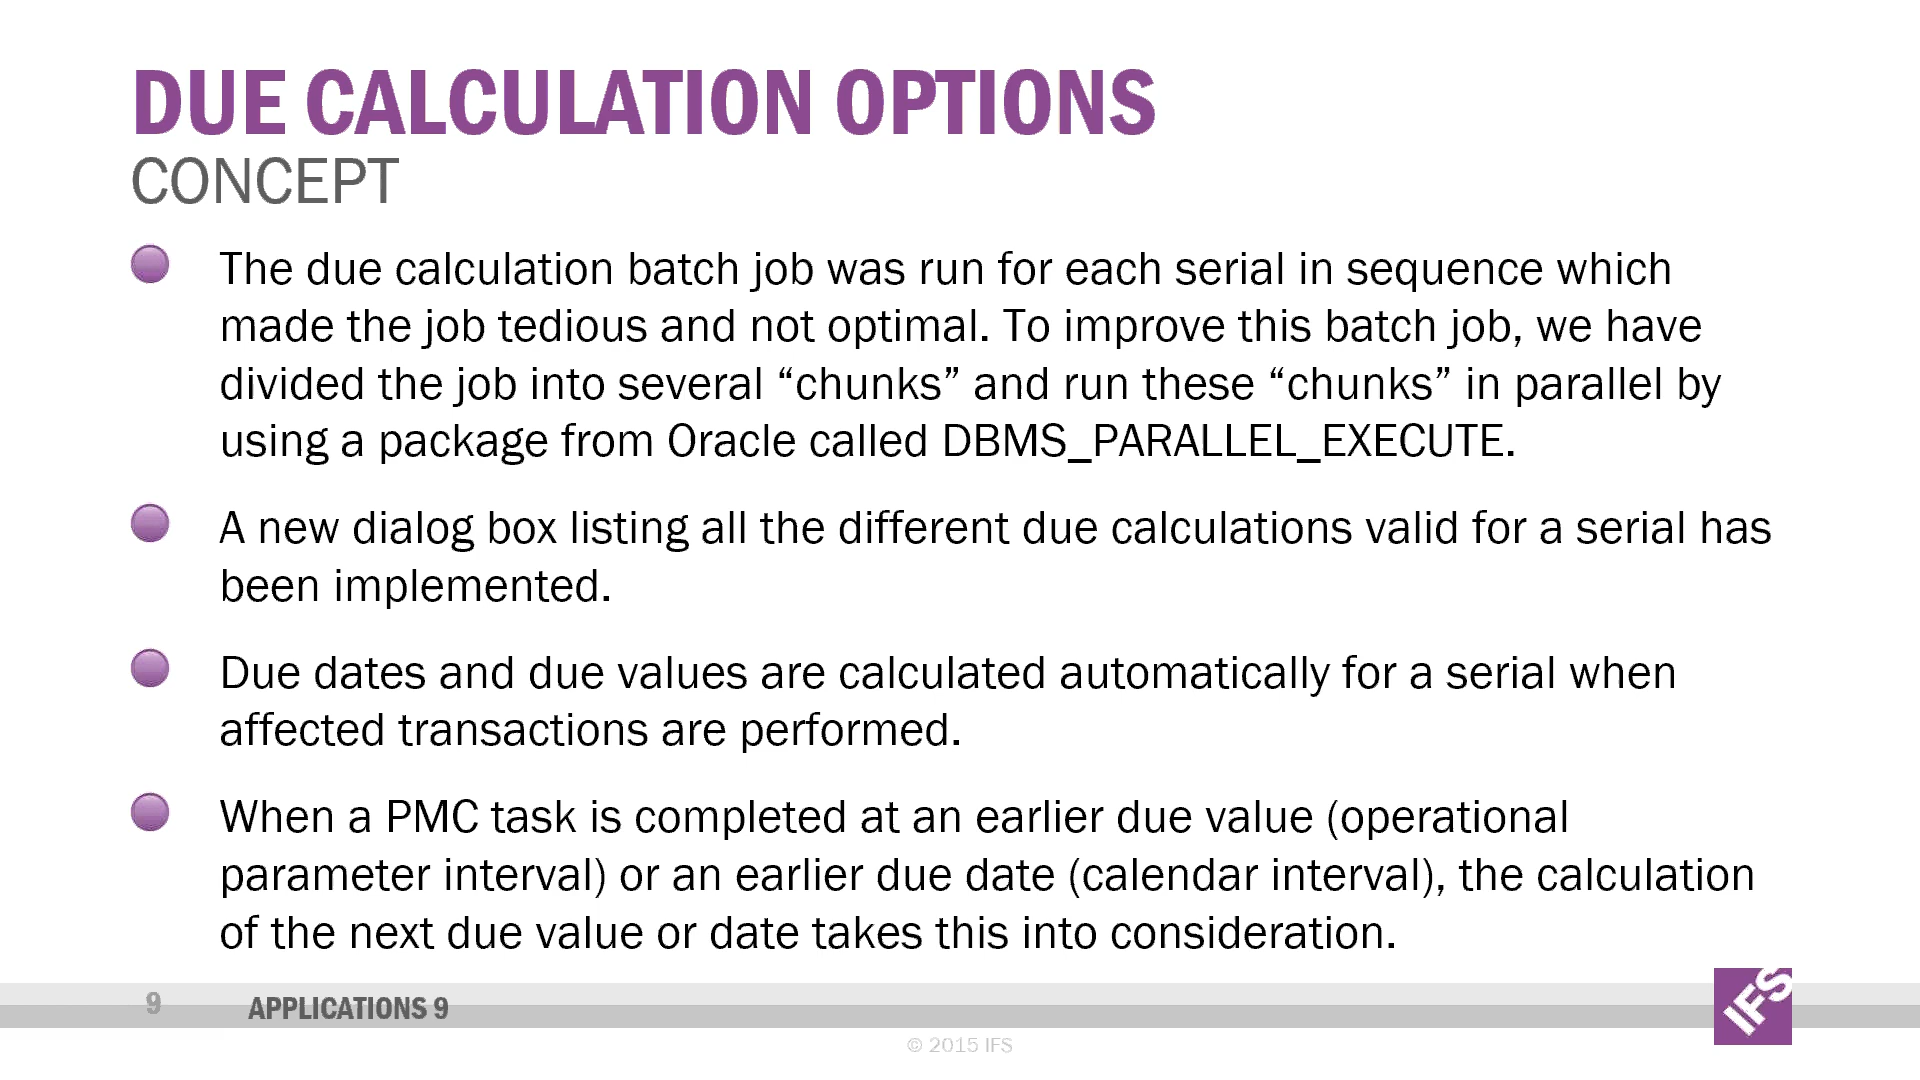 DUE CALCULATION OPTIONS
CONCEPT
The due calculation batch job was run for each serial in sequence which
made the job tedious and not optimal. To improve this batch job, we have
divided the job into several “chunks” and run these “chunks” in parallel by
using a package from Oracle called DBMS_PARALLEL_EXECUTE.
A new dialog box listing all the different due calculations valid for a serial has
been implemented.
Due dates and due values are calculated automatically for a serial when
affected transactions are performed.
When a PMC task is completed at an earlier due value (operational
parameter interval) or an earlier due date (calendar interval), the calculation
of the next due value or date takes this into consideration.
9 APPLICATIONS 9
IFS
© 2015 IFS